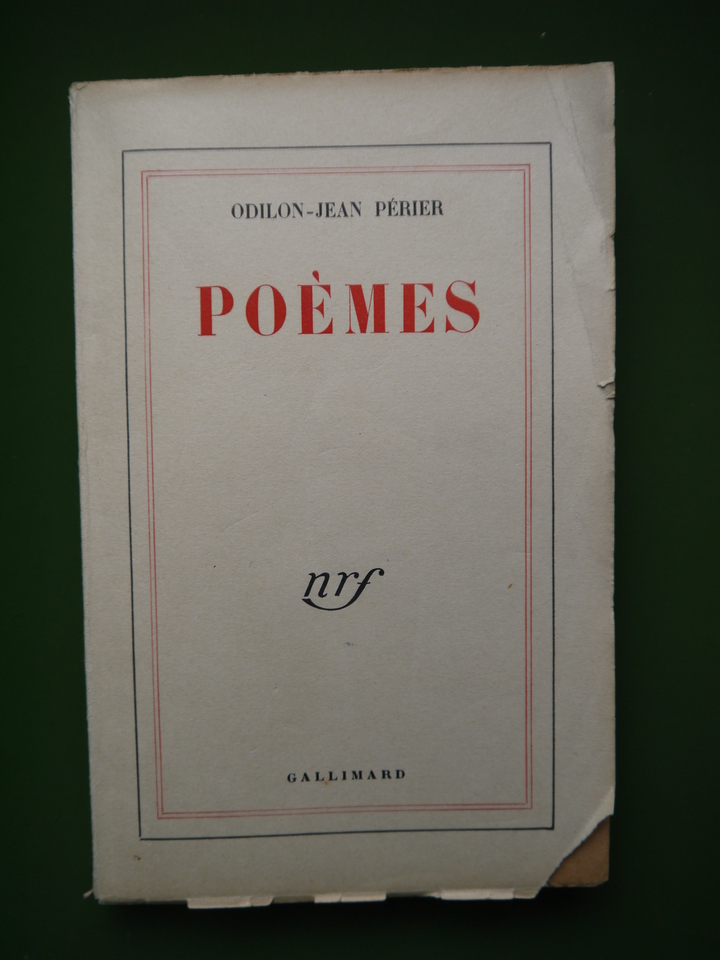 ODILON-JEAN PÉRIER
POÈMES
nrf
GALLIMARD